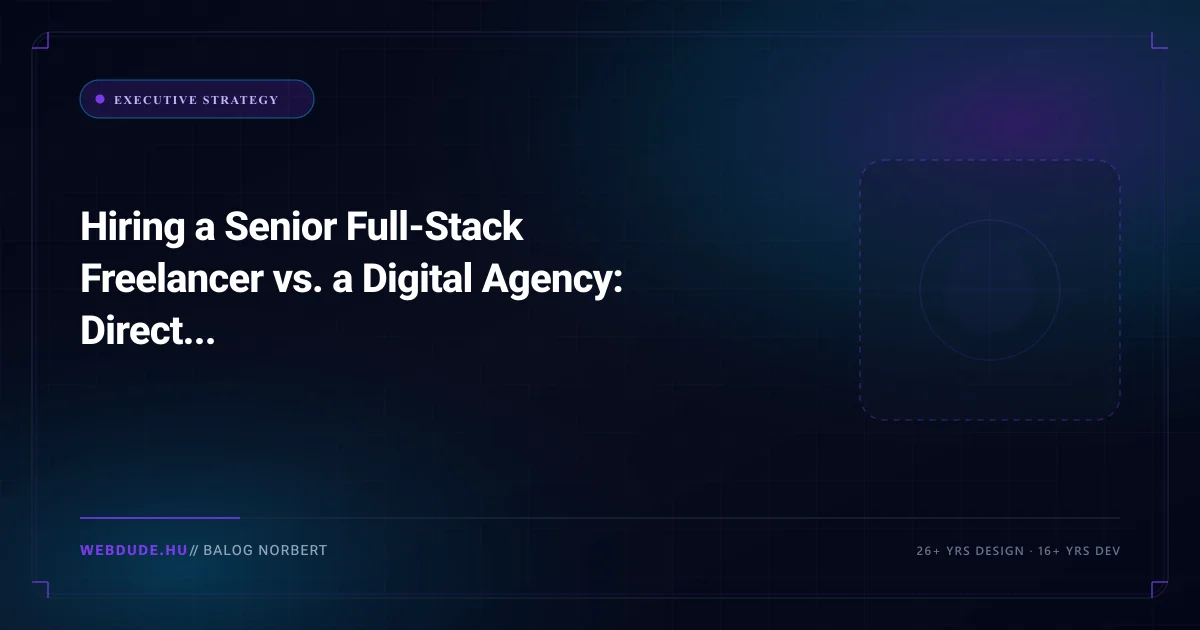 EXECUTIVE STRATEGY
Hiring a Senior Full-Stack
Freelancer vs. a Digital Agency:
Direct...
WEBDUDE.HU// BALOG NORBERT
26+ YRS DESIGN · 16+ YRS DEV